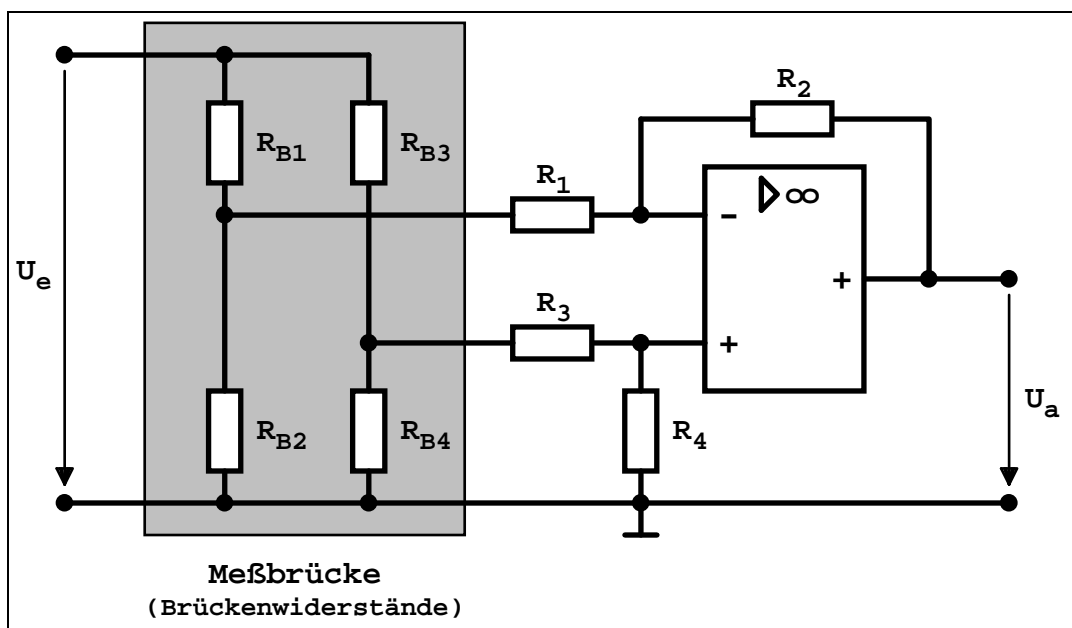 R2
RB1
RB3
R1
▷∞
-
Ue
R3
+
+
RB2
RB4
R4
Ua
Meßbrücke
(Brückenwiderstände)